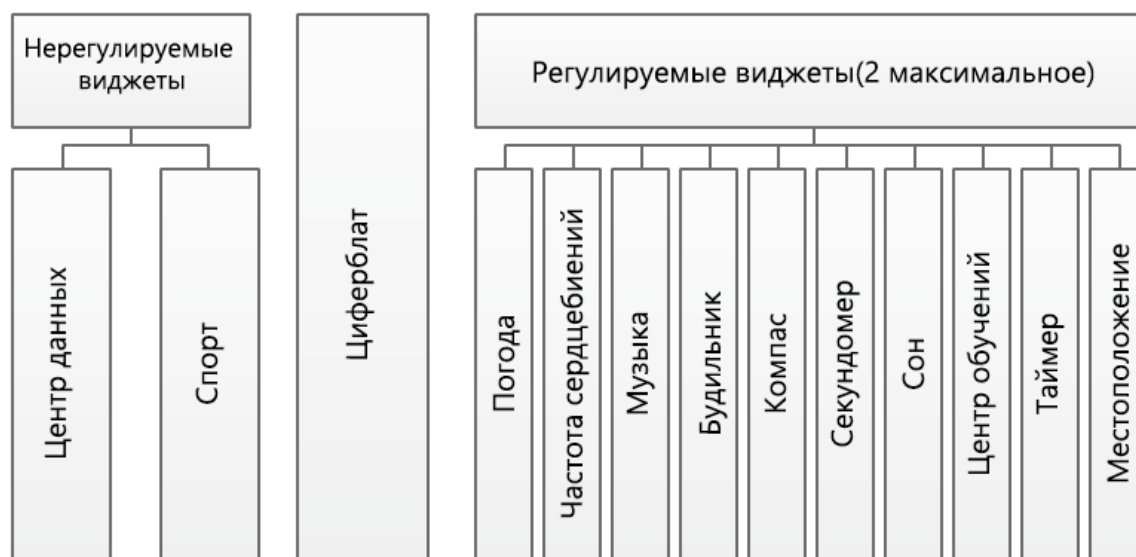 Нерегулируемые
виджеты
Регулируемые виджеты(2 максимальное)
Центр данных
Спорт
Циферблат
Погода
Частота сердцебиений
Музыка
Будильник
Компас
Секундомер
Сон
Центр обучений
Таймер
Местоположение